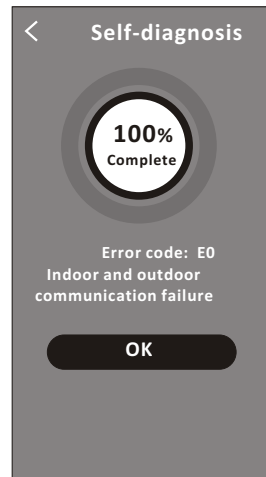 Self-diagnosis
100%
Complete
Error code: E0
Indoor and outdoor
communication failure
OK